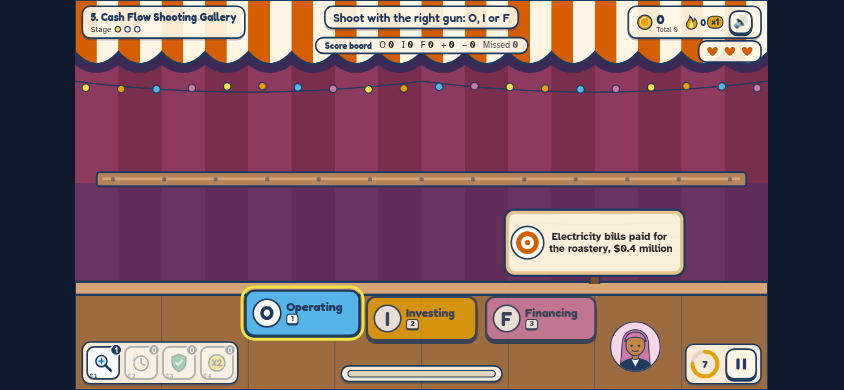 5. Cash Flow Shooting Gallery
Stage
Shoot with the right gun: O, I or F
Score board O 0 I 0 F 0 + 0 − 0 Missed 0
0
Total 0
0 x1
Electricity bills paid for
the roastery, $0.4 million
O Operating
1
I Investing
2
F Financing
3
1
0
0
0
x2
7